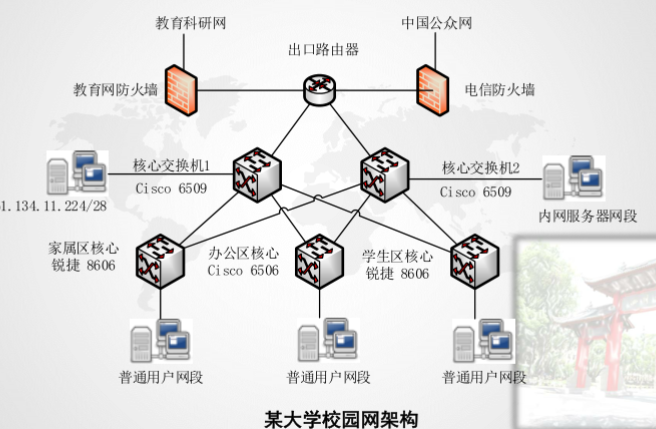 教育科研网
中国公众网
出口路由器
教育网防火墙
电信防火墙
核心交换机1
Cisco 6509
核心交换机2
Cisco 6509
1.134.11.224/28
内网服务器网段
家属区核心
锐捷 8606
办公区核心
Cisco 6506
学生区核心
锐捷 8606
普通用户网段
普通用户网段
普通用户网段
某大学校园网架构